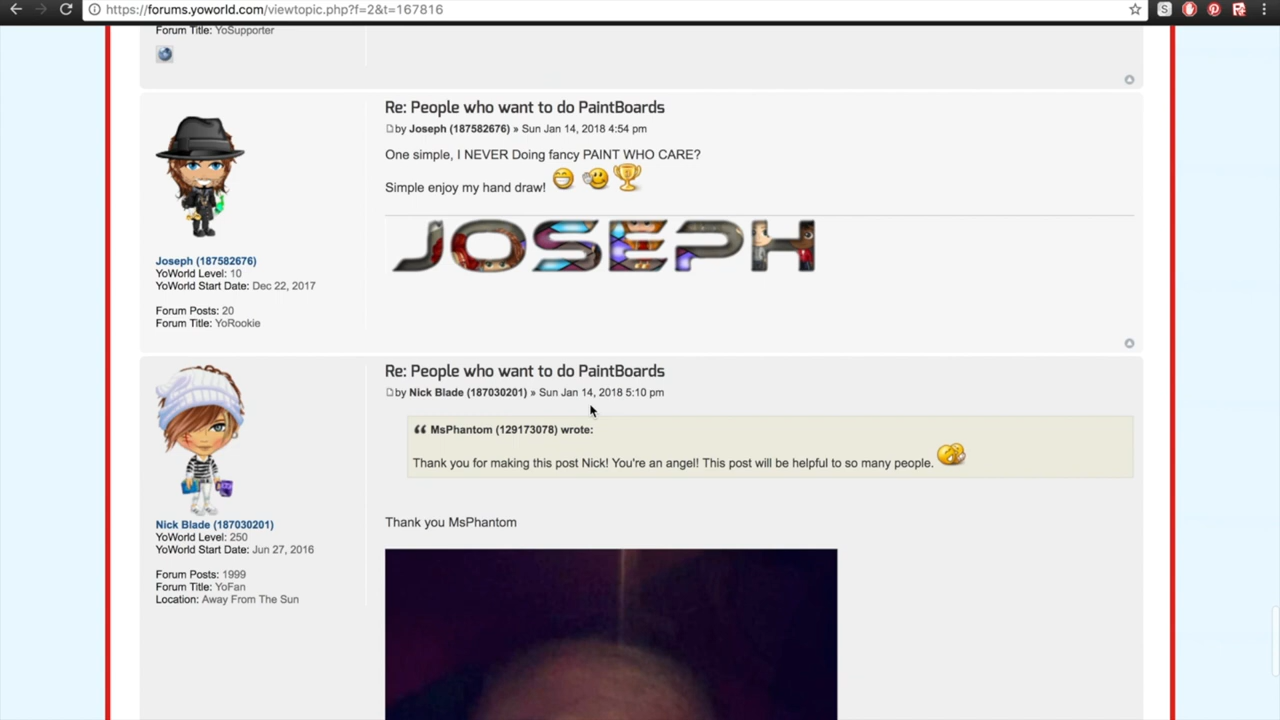 https://forums.yoworld.com/viewtopic.php?f=2&t=167816
Forum Title: YoSupporter
Re: People who want to do PaintBoards
by Joseph (187582676) » Sun Jan 14, 2018 4:54 pm
One simple, I NEVER Doing fancy PAINT WHO CARE?
Simple enjoy my hand draw!
JOSEPH
Joseph (187582676)
YoWorld Level: 10
YoWorld Start Date: Dec 22, 2017
Forum Posts: 20
Forum Title: YoRookie
Re: People who want to do PaintBoards
by Nick Blade (187030201) » Sun Jan 14, 2018 5:10 pm
MsPhantom (129173078) wrote:
Thank you for making this post Nick! You're an angel! This post will be helpful to so many people.
Thank you MsPhantom
Nick Blade (187030201)
YoWorld Level: 250
YoWorld Start Date: Jun 27, 2016
Forum Posts: 1999
Forum Title: YoFan
Location: Away From The Sun